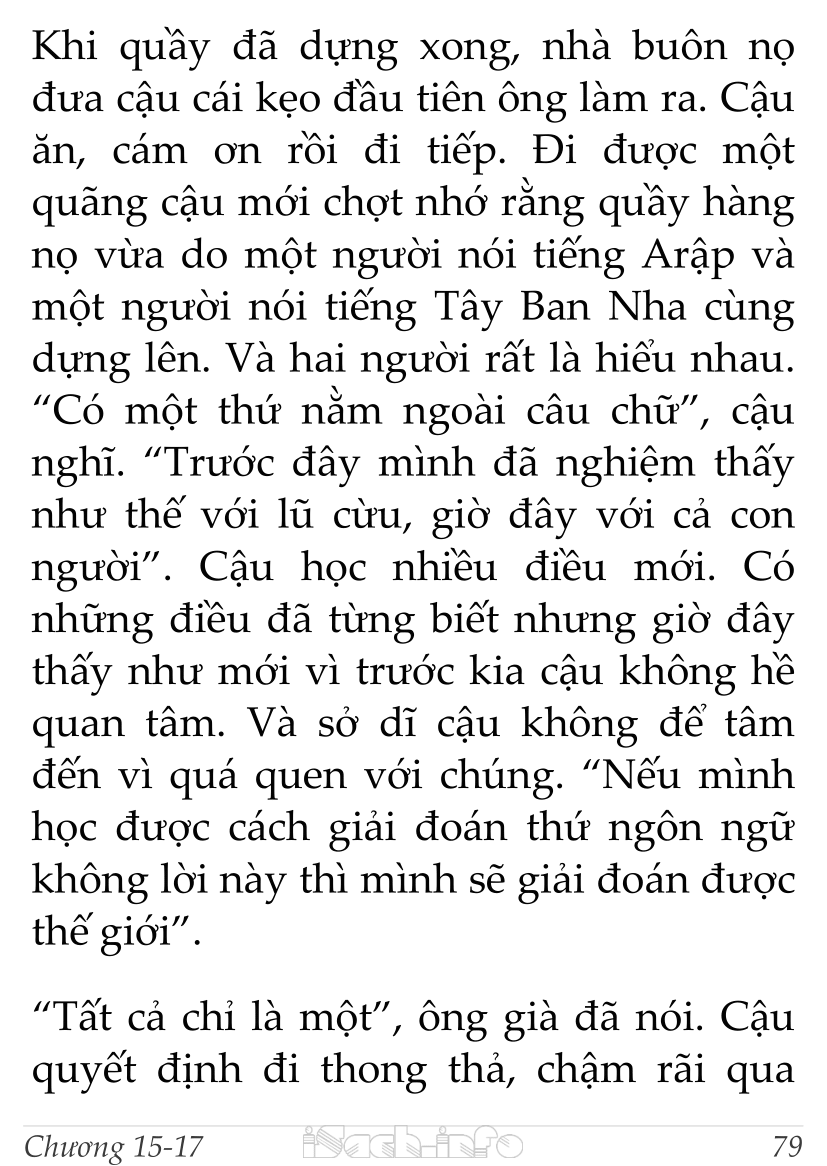 Khi quầy đã dựng xong, nhà buôn nọ
đưa cậu cái kẹo đầu tiên ông làm ra. Cậu
ăn, cám ơn rồi đi tiếp. Đi được một
quãng cậu mới chợt nhớ rằng quầy hàng
nọ vừa do một người nói tiếng Arập và
một người nói tiếng Tây Ban Nha cùng
dựng lên. Và hai người rất là hiểu nhau.
“Có một thứ nằm ngoài câu chữ”, cậu
nghĩ. “Trước đây mình đã nghiệm thấy
như thế với lũ cừu, giờ đây với cả con
người”. Cậu học nhiều điều mới. Có
những điều đã từng biết nhưng giờ đây
thấy như mới vì trước kia cậu không hề
quan tâm. Và sở dĩ cậu không để tâm
đến vì quá quen với chúng. “Nếu mình
học được cách giải đoán thứ ngôn ngữ
không lời này thì mình sẽ giải đoán được
thế giới”.
“Tất cả chỉ là một”, ông già đã nói. Cậu
quyết định đi thong thả, chậm rãi qua
Chương 15-17 iSach.info 79